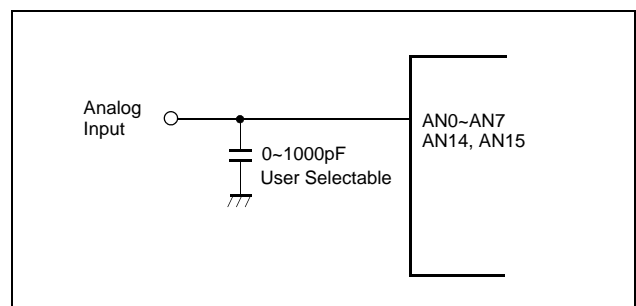 Analog
Input
AN0~AN7
AN14, AN15
0~1000pF
User Selectable